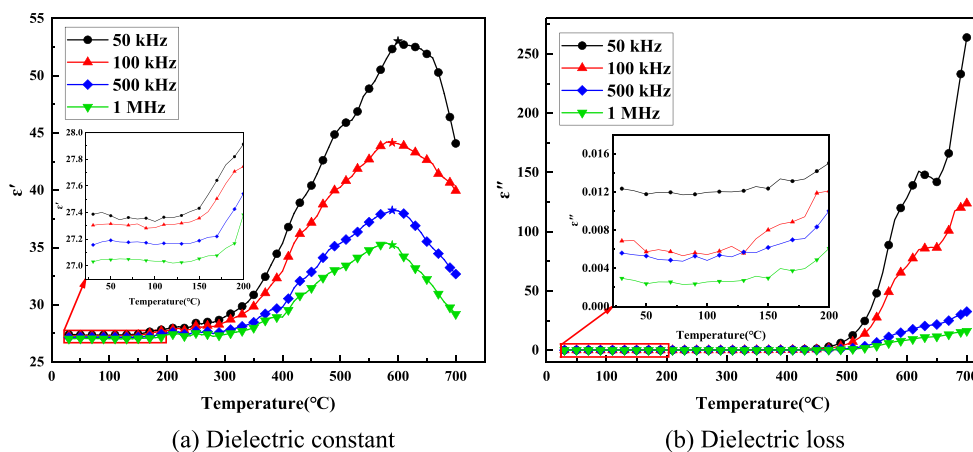 55
50
45
40
35
30
25
ε′
50 kHz
100 kHz
500 kHz
1 MHz
28.0
27.8
27.4
27.2
27.0
ε′
50
100
150
200
Temperature(℃)
0
100
200
300
400
500
600
700
Temperature(℃)
(a) Dielectric constant
250
200
150
100
50
0
ε″
50 kHz
100 kHz
500 kHz
1 MHz
0.016
0.012
0.008
0.004
0.000
ε″
50
100
150
200
Temperature(℃)
0
100
200
300
400
500
600
700
Temperature(℃)
(b) Dielectric loss